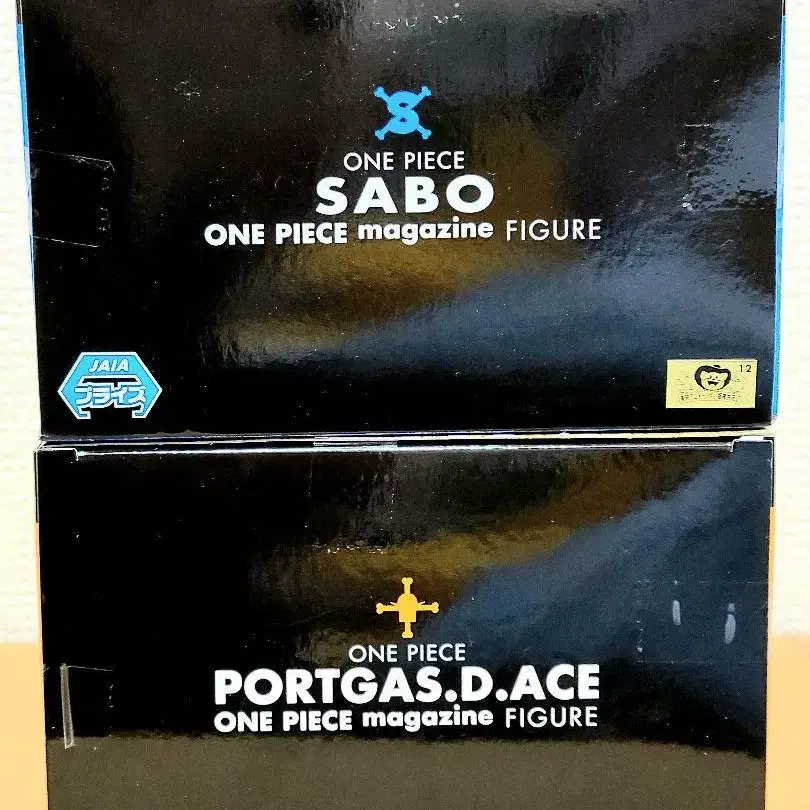 ONE PIECE
SABO
ONE PIECE magazine FIGURE
JAIA
プライズ
12
ONE PIECE
PORTGAS.D.ACE
ONE PIECE magazine FIGURE